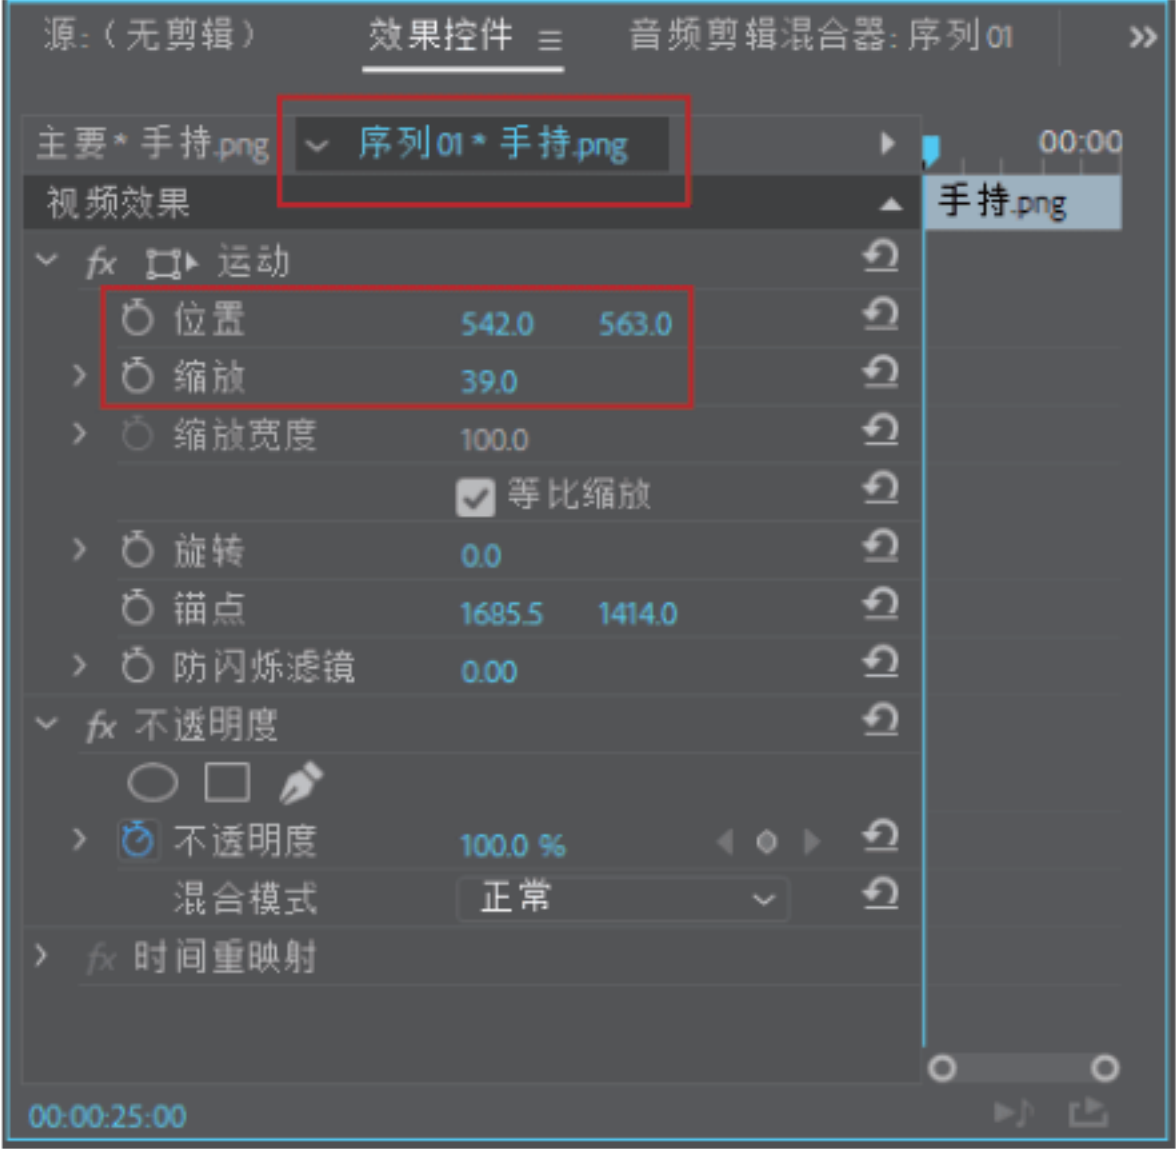 源:（无剪辑） 效果控件 ≡ 音频剪辑混合器: 序列 01 »
主要 * 手持.png 序列 01 * 手持.png 00:00
视频效果 手持.png
fx 运动
位置 542.0 563.0
缩放 39.0
缩放宽度 100.0
等比缩放
旋转 0.0
锚点 1685.5 1414.0
防闪烁滤镜 0.00
fx 不透明度
不透明度 100.0 %
混合模式 正常
fx 时间重映射
00:00:25:00